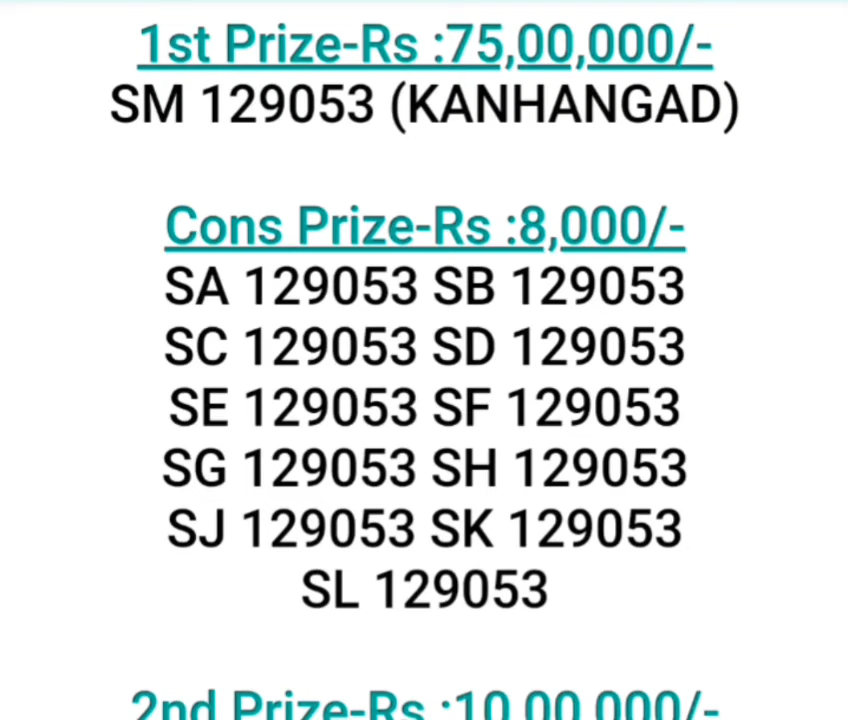 1st Prize-Rs :75,00,000/-
SM 129053 (KANHANGAD)
Cons Prize-Rs :8,000/-
SA 129053 SB 129053
SC 129053 SD 129053
SE 129053 SF 129053
SG 129053 SH 129053
SJ 129053 SK 129053
SL 129053
2nd Prize-Rs :10,00,000/-